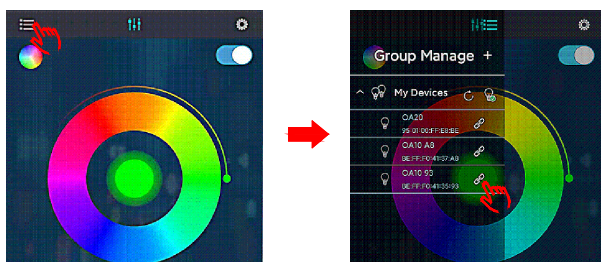 Group Manage +
My Devices
OA20
95:01:00:FF:E8:BE
OA10 A8
BE:FF:F0:41:37:A8
OA10 93
BE:FF:F0:41:35:93